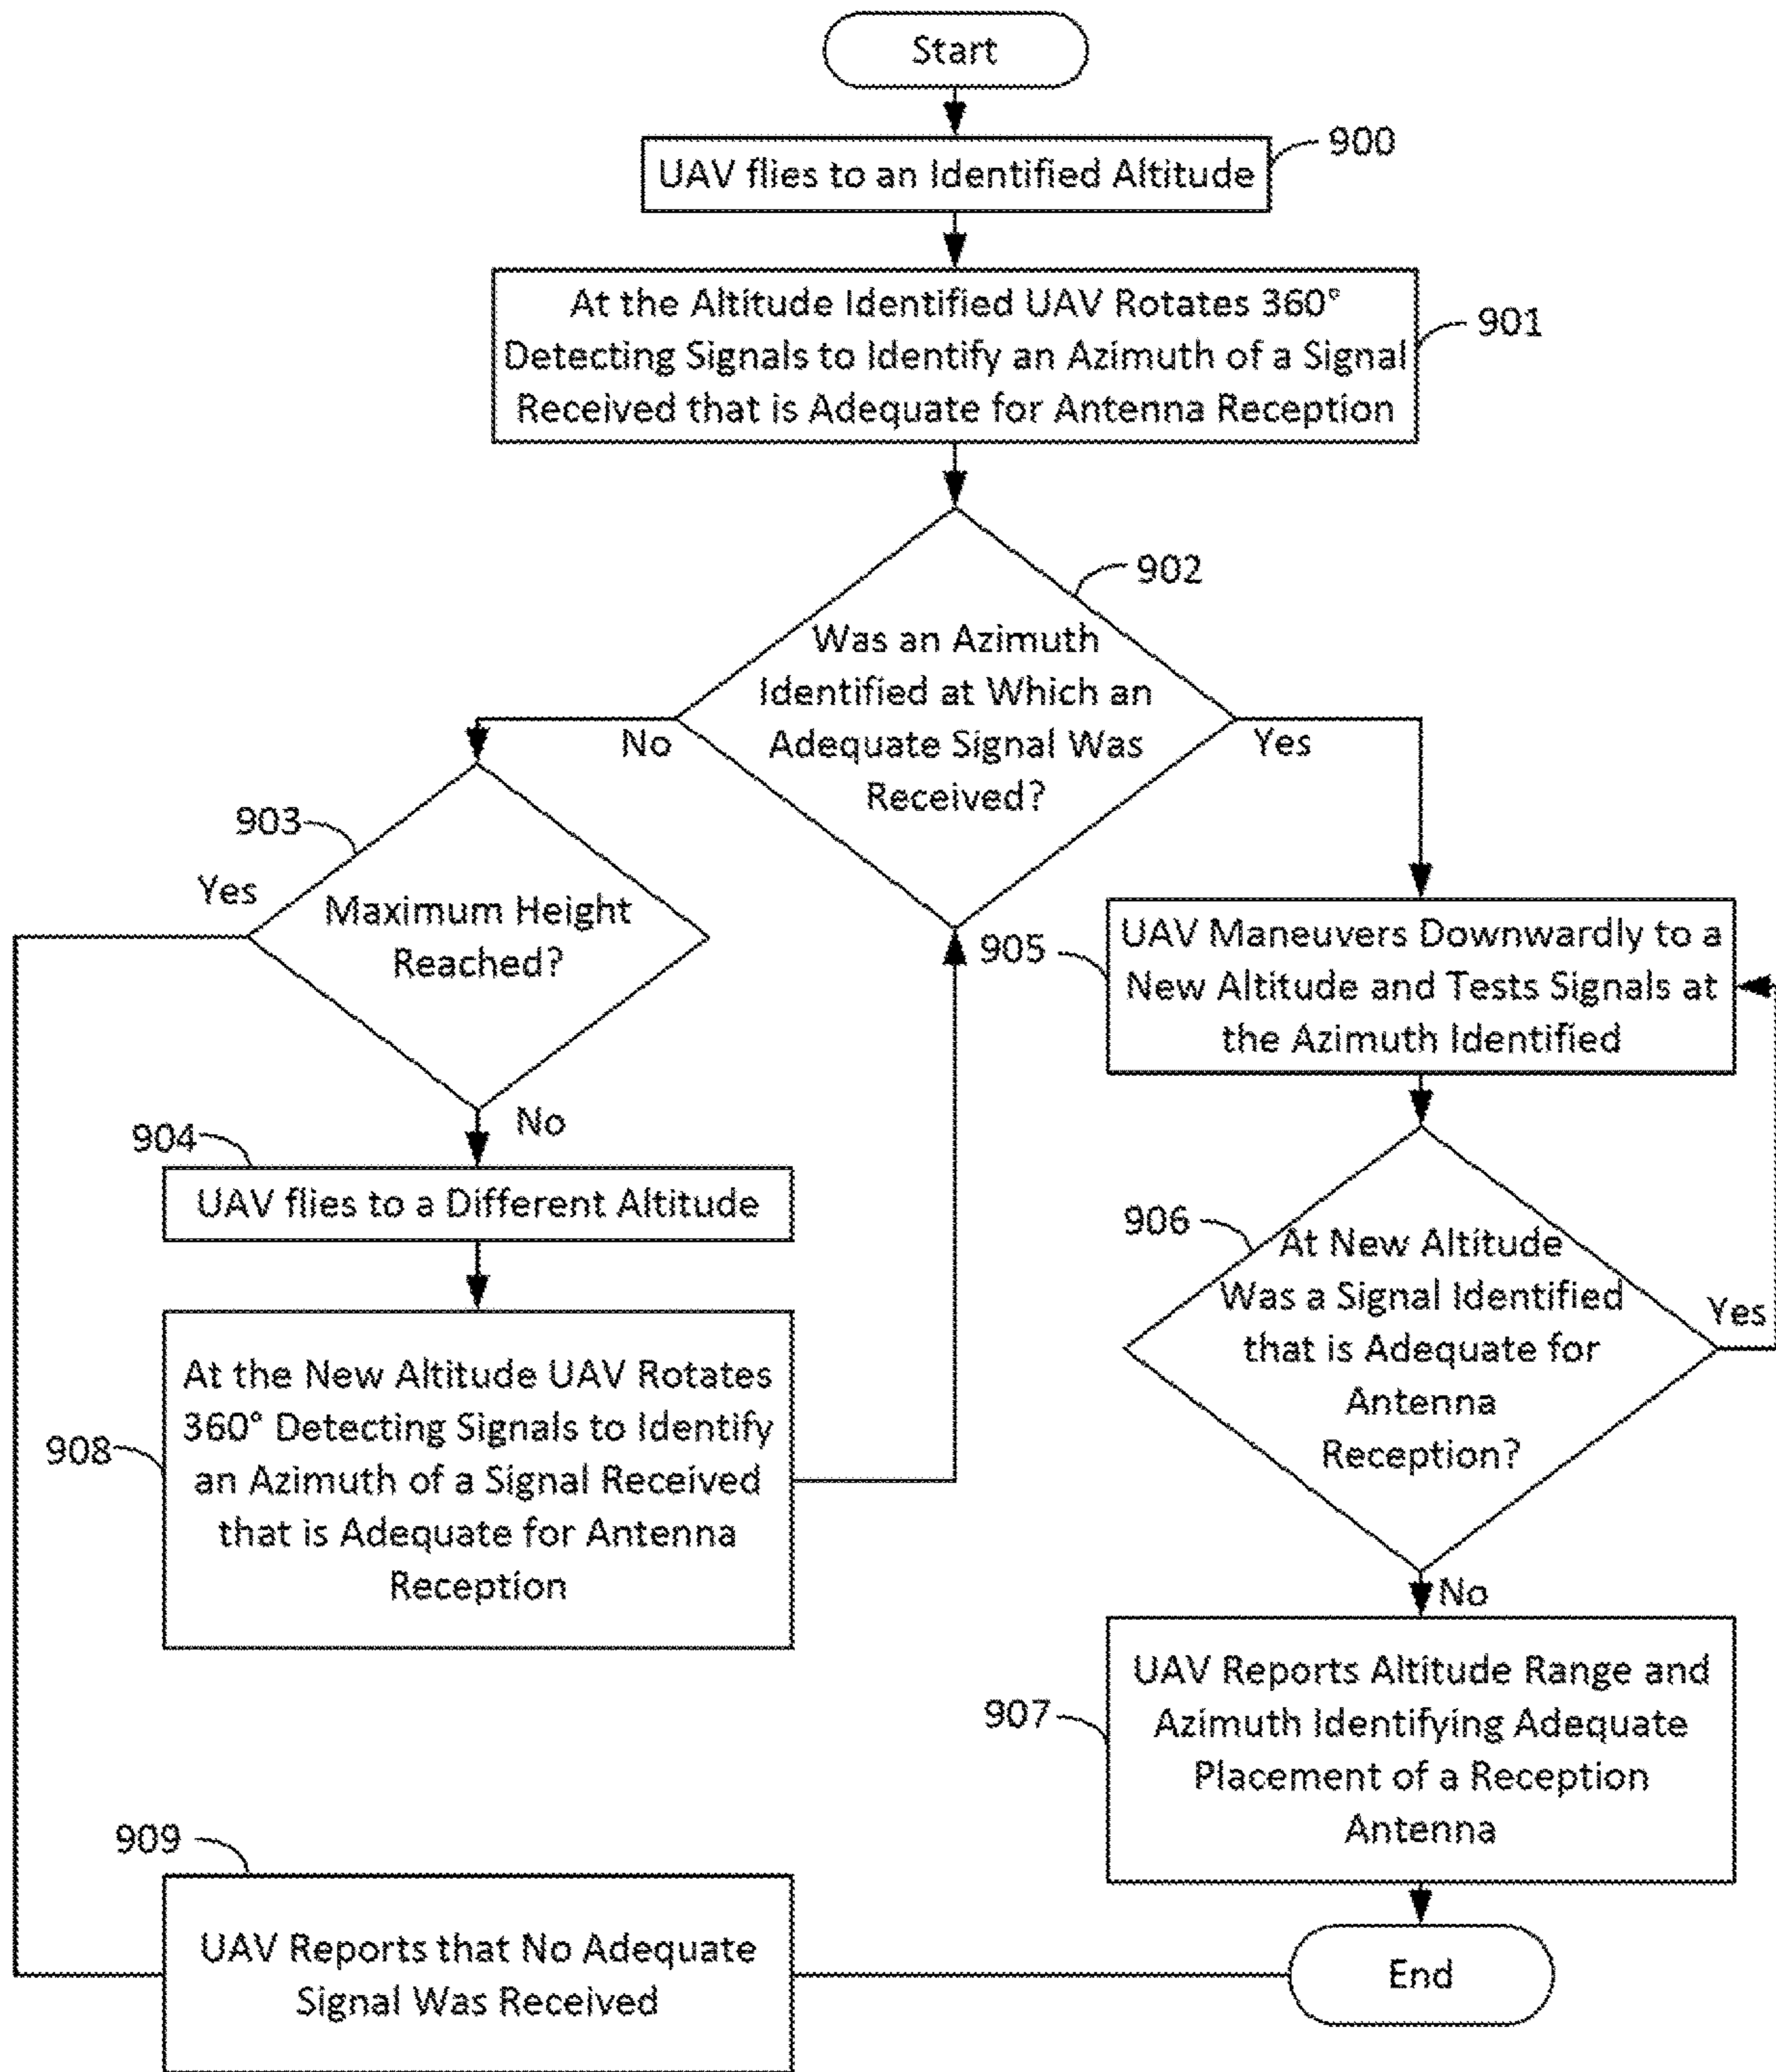 Start
900
UAV flies to an Identified Altitude
At the Altitude Identified UAV Rotates 360°
Detecting Signals to Identify an Azimuth of a Signal
Received that is Adequate for Antenna Reception
901
902
Was an Azimuth
Identified at Which an
Adequate Signal Was
Received?
No
Yes
903
Yes
Maximum Height
Reached?
No
905
UAV Maneuvers Downwardly to a
New Altitude and Tests Signals at
the Azimuth Identified
904
UAV flies to a Different Altitude
906
At New Altitude
Was a Signal Identified
that is Adequate for
Antenna
Reception?
Yes
No
908
At the New Altitude UAV Rotates
360° Detecting Signals to Identify
an Azimuth of a Signal Received
that is Adequate for Antenna
Reception
907
UAV Reports Altitude Range and
Azimuth Identifying Adequate
Placement of a Reception
Antenna
909
UAV Reports that No Adequate
Signal Was Received
End